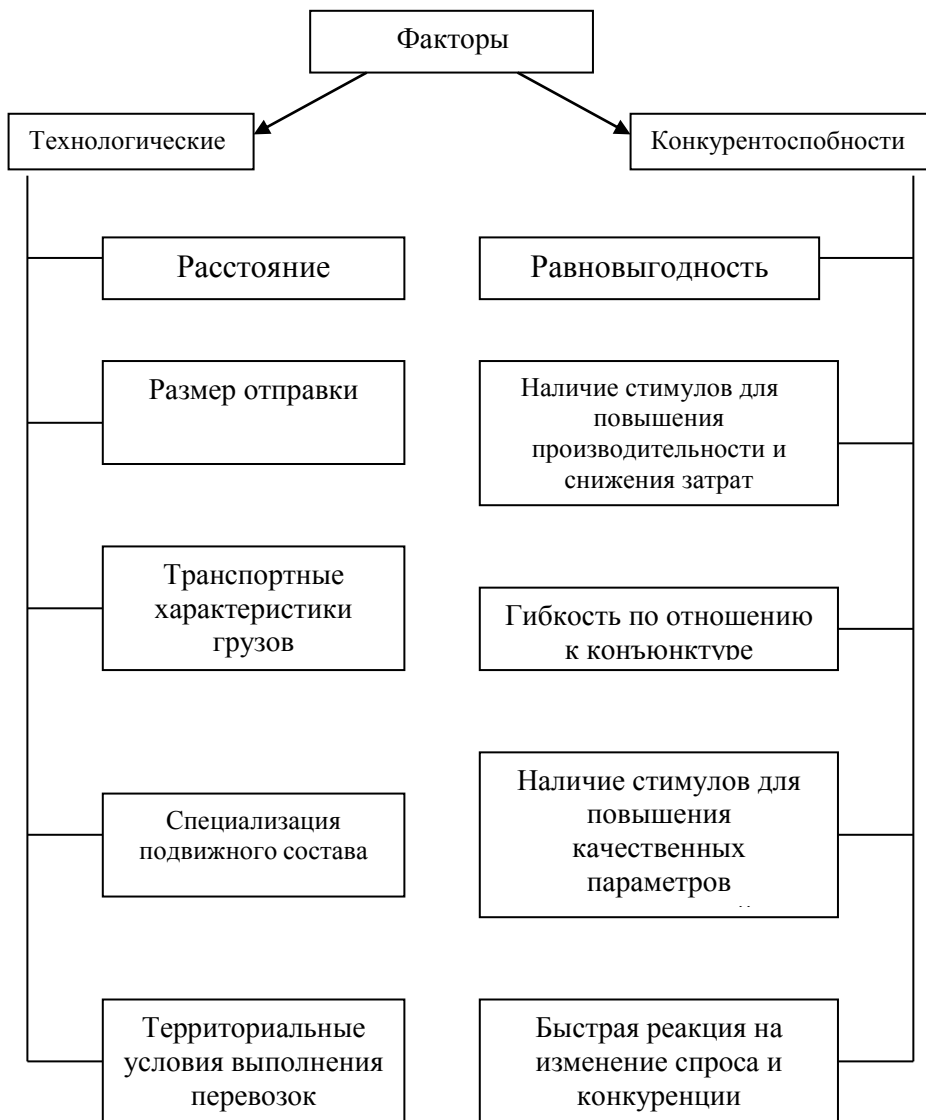 Факторы
Технологические
Конкурентоспобности
Расстояние
Равновыгодность
Размер отправки
Наличие стимулов для
повышения
производительности и
снижения затрат
Транспортные
характеристики
грузов
Гибкость по отношению
к конъюнктуре
Специализация
подвижного состава
Наличие стимулов для
повышения
качественных
параметров
Территориальные
условия выполнения
перевозок
Быстрая реакция на
изменение спроса и
конкуренции